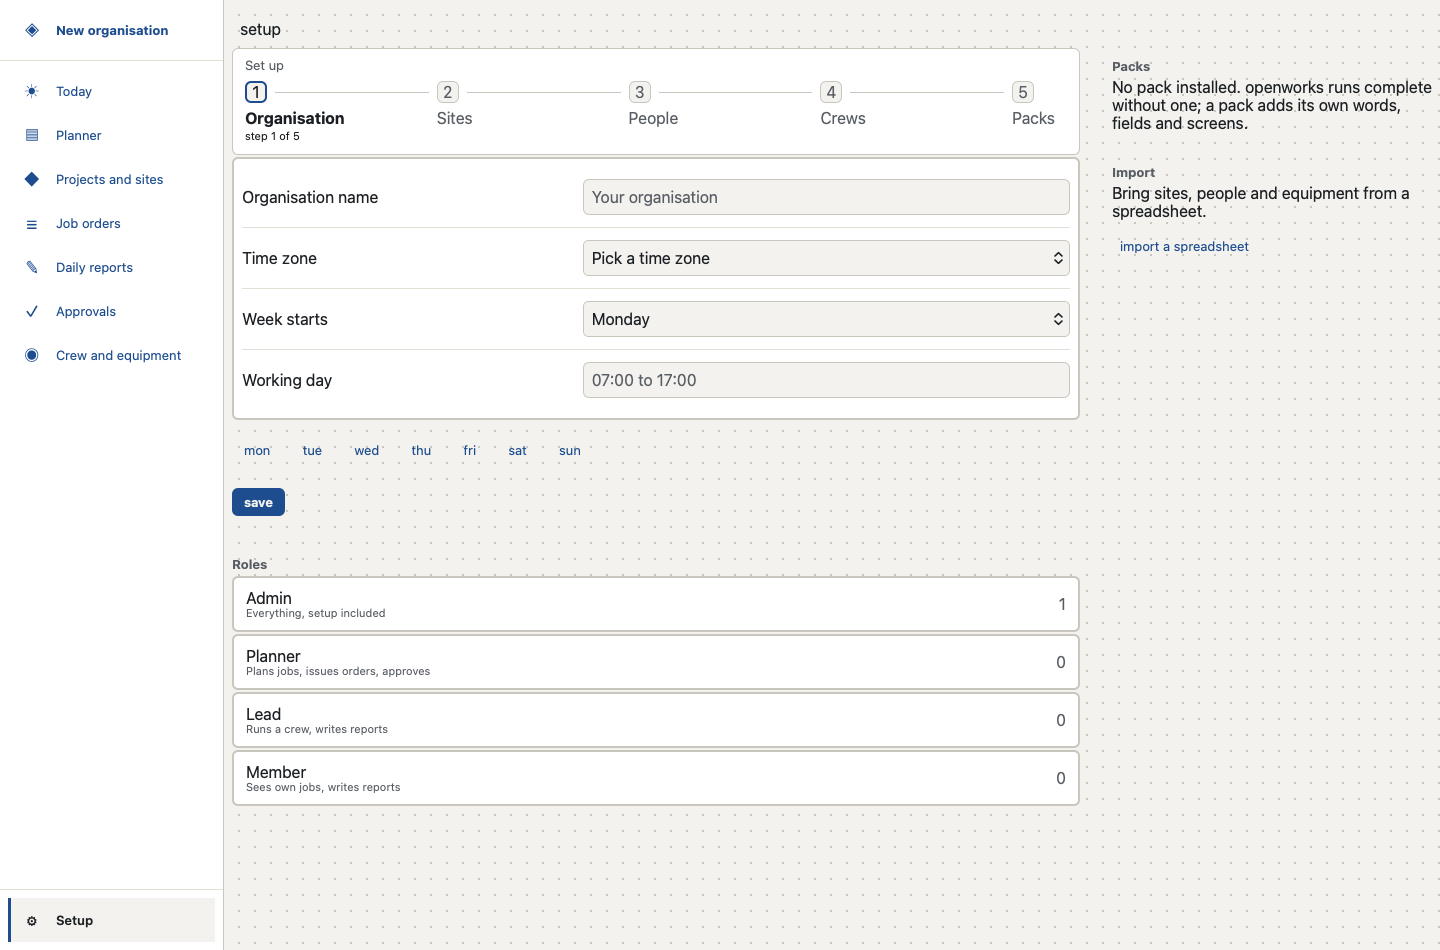 New organisation
Today
Planner
Projects and sites
Job orders
Daily reports
Approvals
Crew and equipment
Setup
setup
Set up
1
2
3
4
5
Organisation
Sites
People
Crews
Packs
step 1 of 5
Organisation name
Your organisation
Time zone
Pick a time zone
Week starts
Monday
Working day
07:00 to 17:00
mon tue wed thu fri sat sun
save
Roles
Admin
Everything, setup included
1
Planner
Plans jobs, issues orders, approves
0
Lead
Runs a crew, writes reports
0
Member
Sees own jobs, writes reports
0
Packs
No pack installed. openworks runs complete
without one; a pack adds its own words,
fields and screens.
Import
Bring sites, people and equipment from a
spreadsheet.
import a spreadsheet